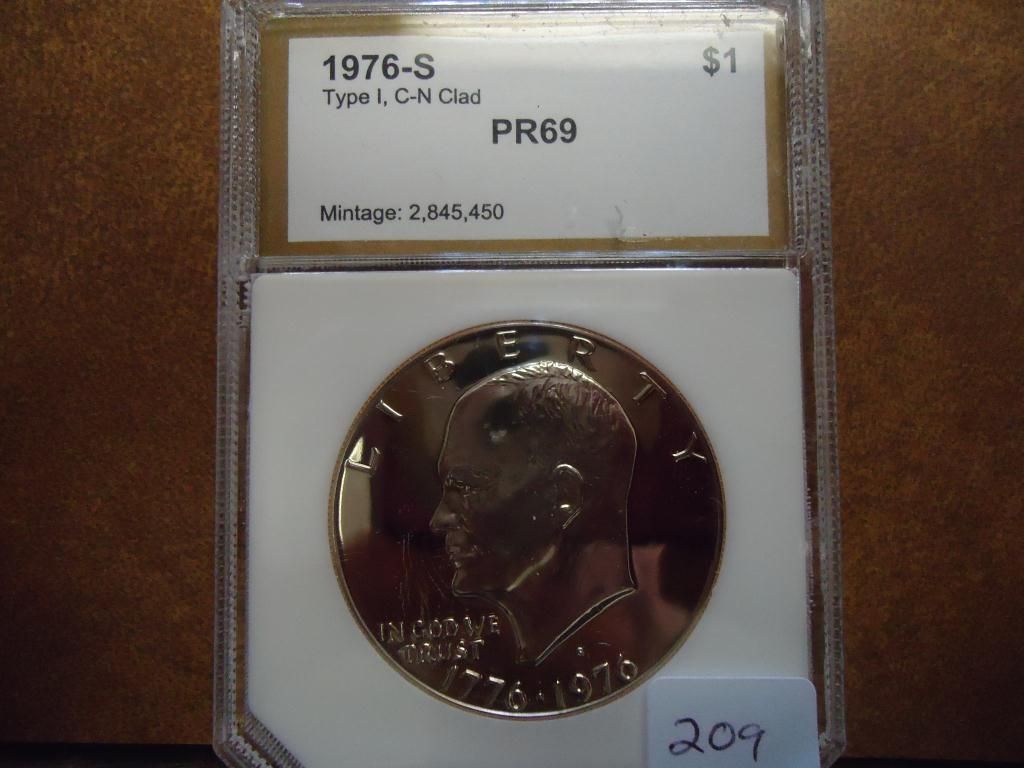 1976-S $1
Type I, C-N Clad
PR69
Mintage: 2,845,450
LIBERTY
IN GOD WE
TRUST
S
1776·1976
209